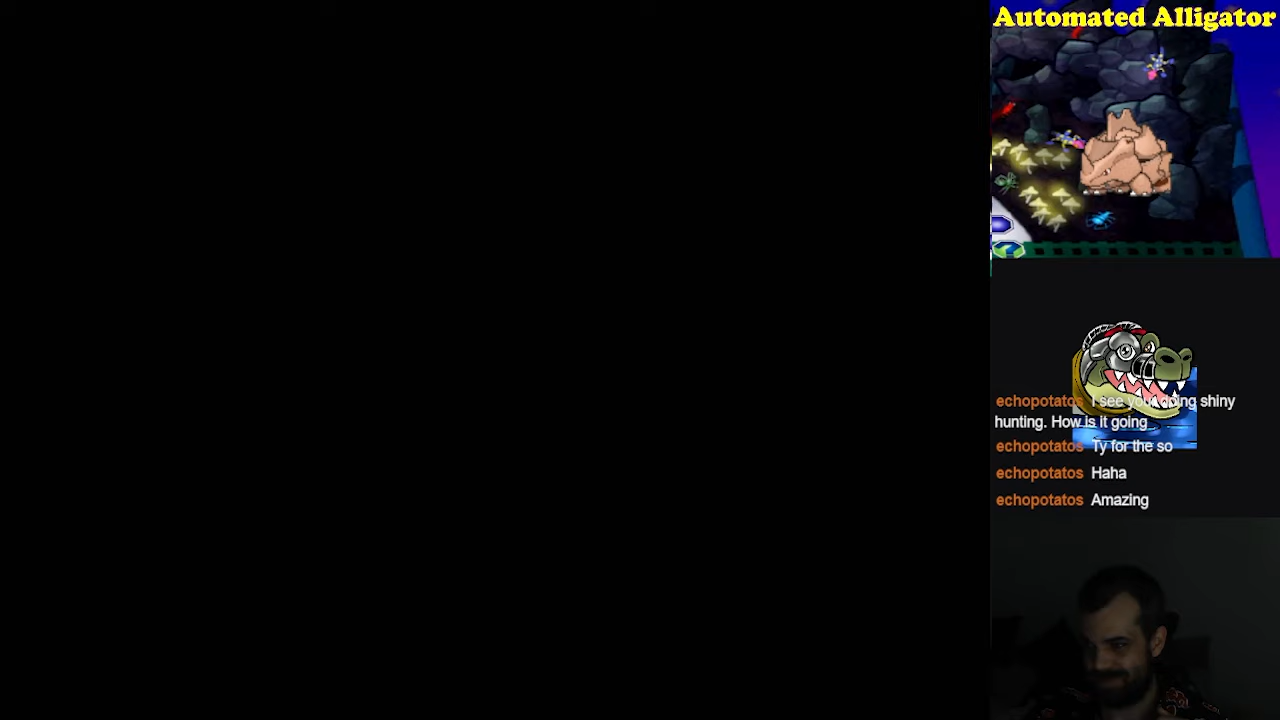 Automated Alligator
echopotatos I see your doing shiny
hunting. How is it going
echopotatos Ty for the so
echopotatos Haha
echopotatos Amazing